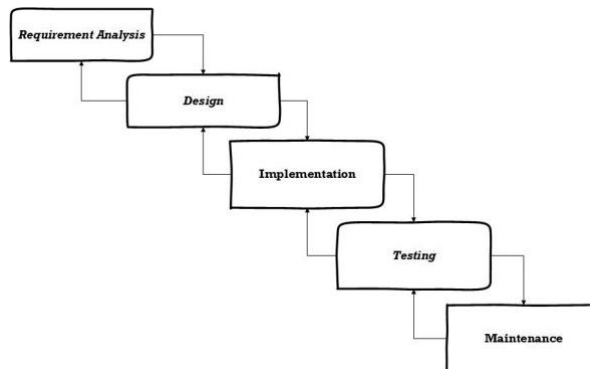 Requirement Analysis
Design
Implementation
Testing
Maintenance